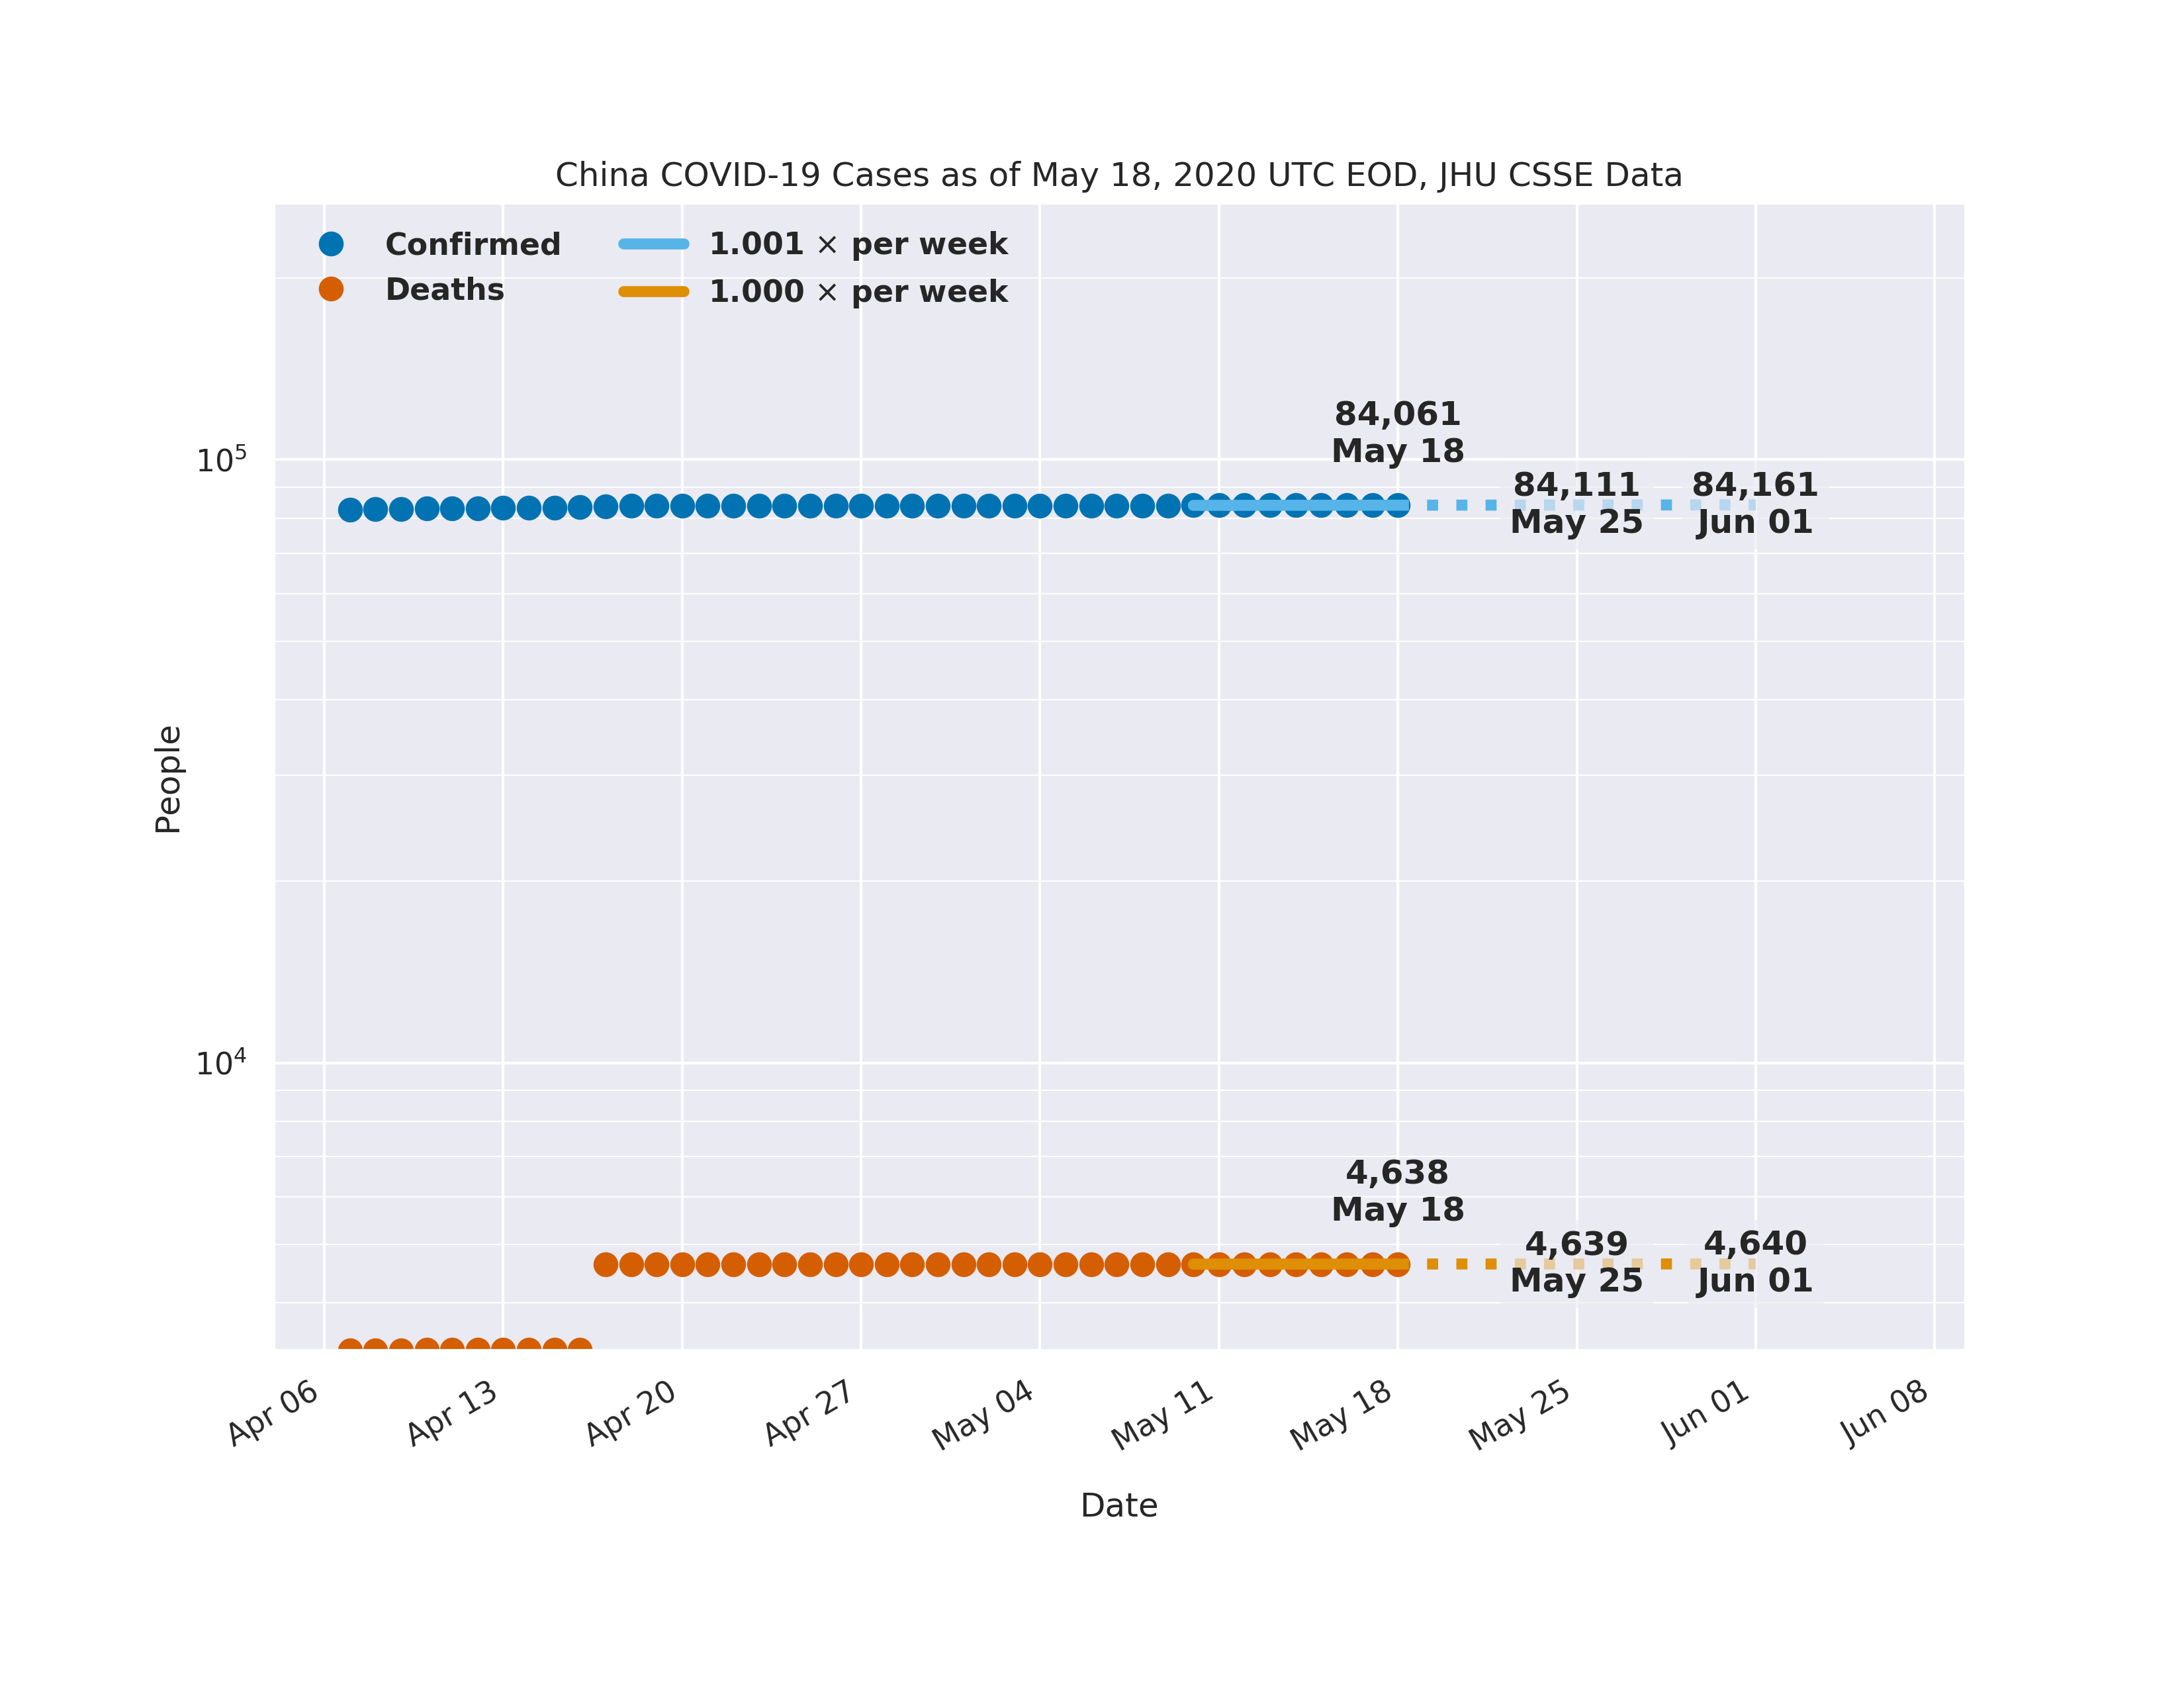 China COVID-19 Cases as of May 18, 2020 UTC EOD, JHU CSSE Data
Confirmed
Deaths
1.001 × per week
1.000 × per week
84,061
May 18
84,111
May 25
84,161
Jun 01
10⁵
People
10⁴
4,638
May 18
4,639
May 25
4,640
Jun 01
Apr 06
Apr 13
Apr 20
Apr 27
May 04
May 11
May 18
May 25
Jun 01
Jun 08
Date